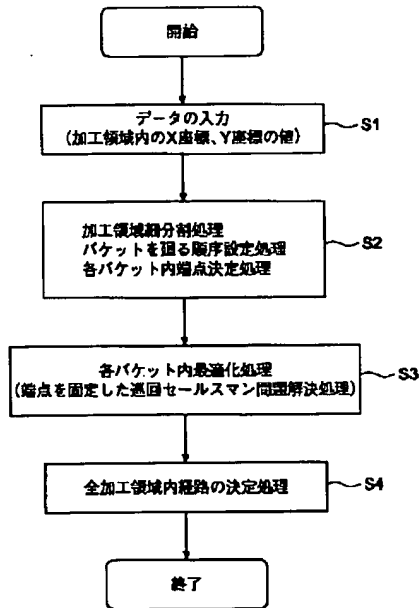 開始
データの入力
(加工領域内のX座標、Y座標の値)
S1
加工領域細分割処理
バケットを廻る順序設定処理
各バケット内端点決定処理
S2
各バケット内最適化処理
(端点を固定した巡回セールスマン問題解決処理)
S3
全加工領域内経路の決定処理
S4
終了